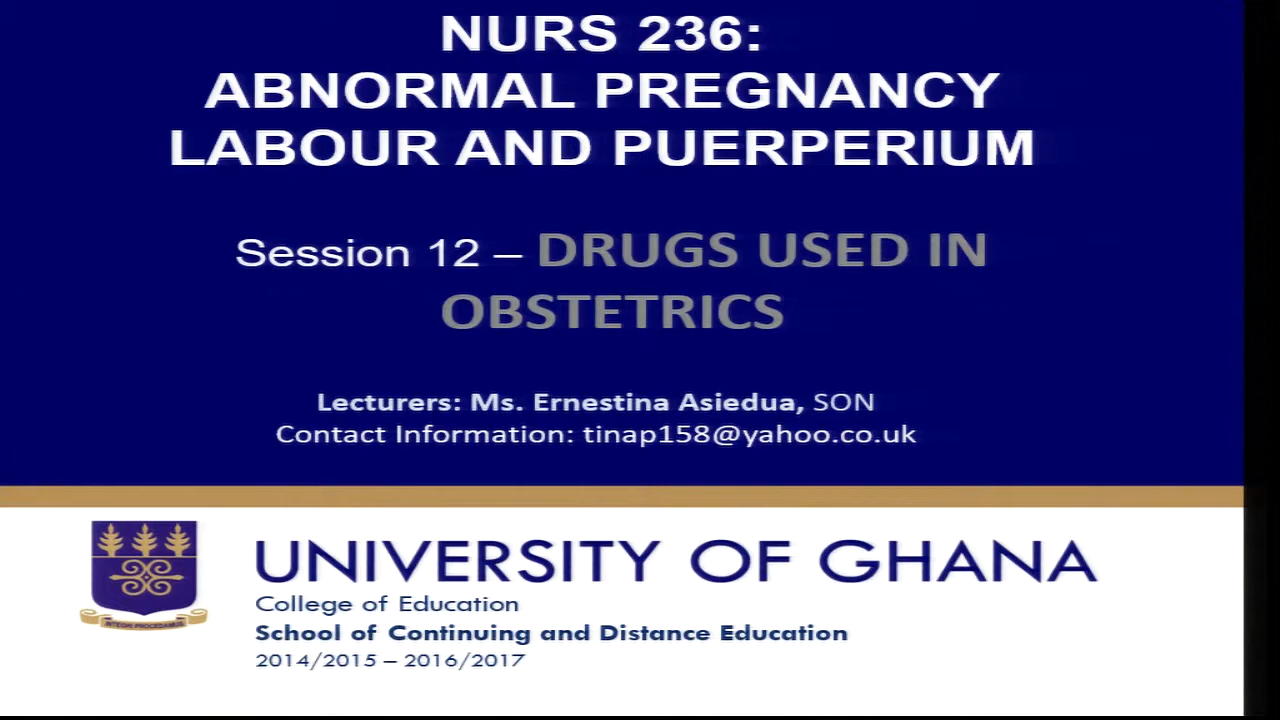 NURS 236:
ABNORMAL PREGNANCY
LABOUR AND PUERPERIUM
Session 12 – DRUGS USED IN
OBSTETRICS
Lecturers: Ms. Ernestina Asiedua, SON
Contact Information: tinap158@yahoo.co.uk
INTEGRI PROCEDAMUS
UNIVERSITY OF GHANA
College of Education
School of Continuing and Distance Education
2014/2015 – 2016/2017